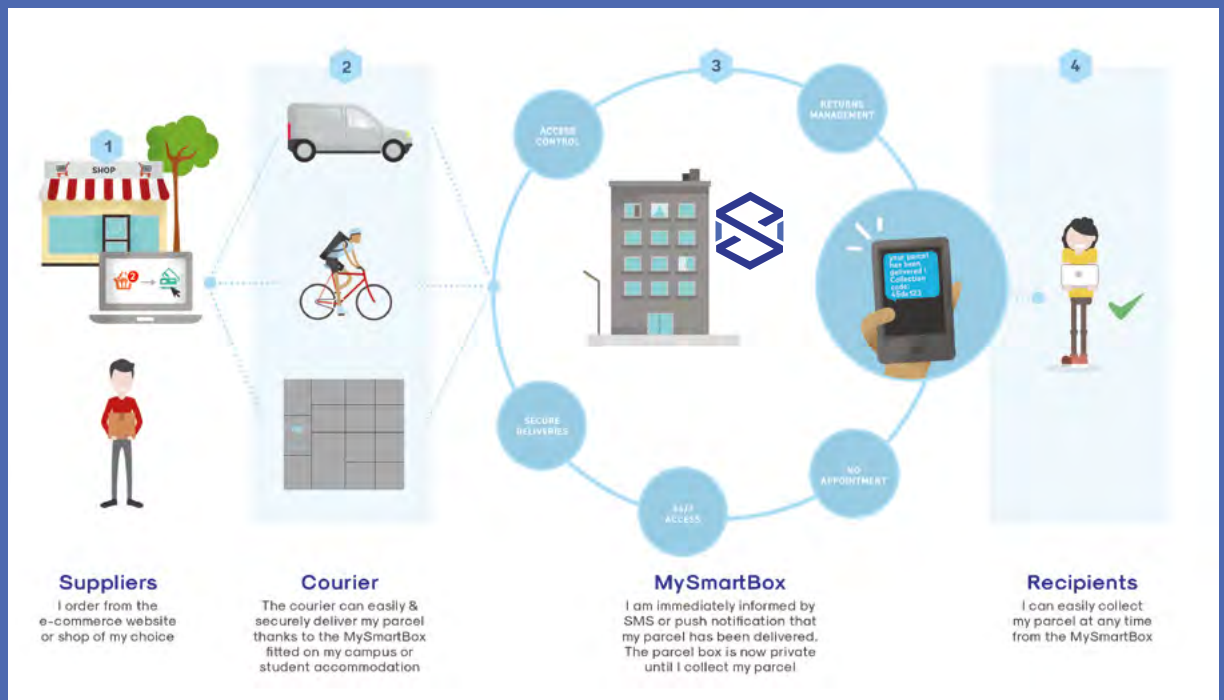 1
SHOP
2
2
3
4
ACCESS
CONTROL
RETURNS
MANAGEMENT
your parcel
has been
delivered !
Collection
code:
SECURE
DELIVERIES
24/7
ACCESS
NO
APPOINTMENT
Suppliers
I order from the
e-commerce website
or shop of my choice
Courier
The courier can easily &
securely deliver my parcel
thanks to the MySmartBox
fitted on my campus or
student accommodation
MySmartBox
I am immediately informed by
SMS or push notification that
my parcel has been delivered.
The parcel box is now private
until I collect my parcel
Recipients
I can easily collect
my parcel at any time
from the MySmartBox